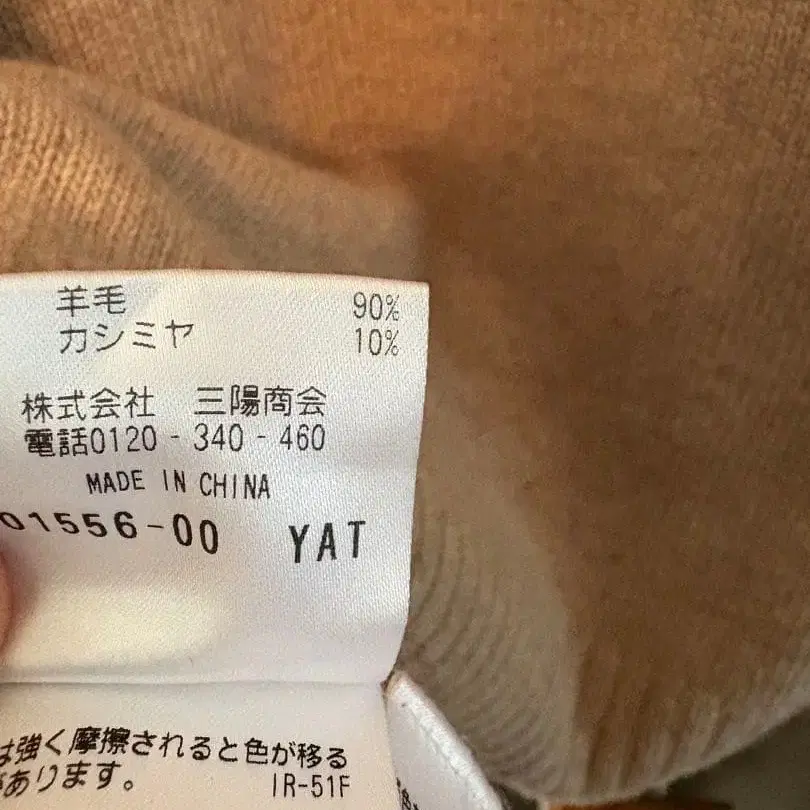 羊毛 90%
カシミヤ 10%
株式会社 三陽商会
電話0120-340-460
MADE IN CHINA
01556-00 YAT
は強く摩擦されると色が移る
があります。
IR-51F